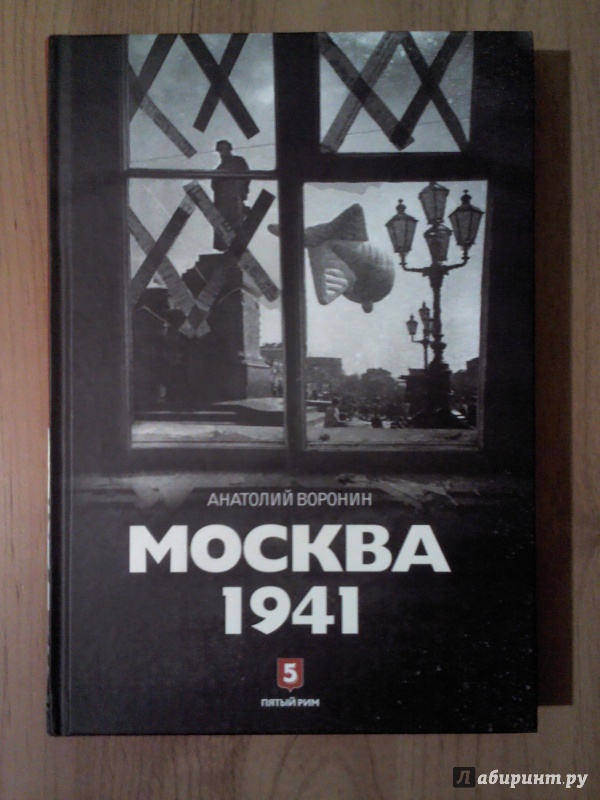 АНАТОЛИЙ ВОРОНИН
МОСКВА
1941
5
ПЯТЫЙ РИМ
Лабиринт.ру